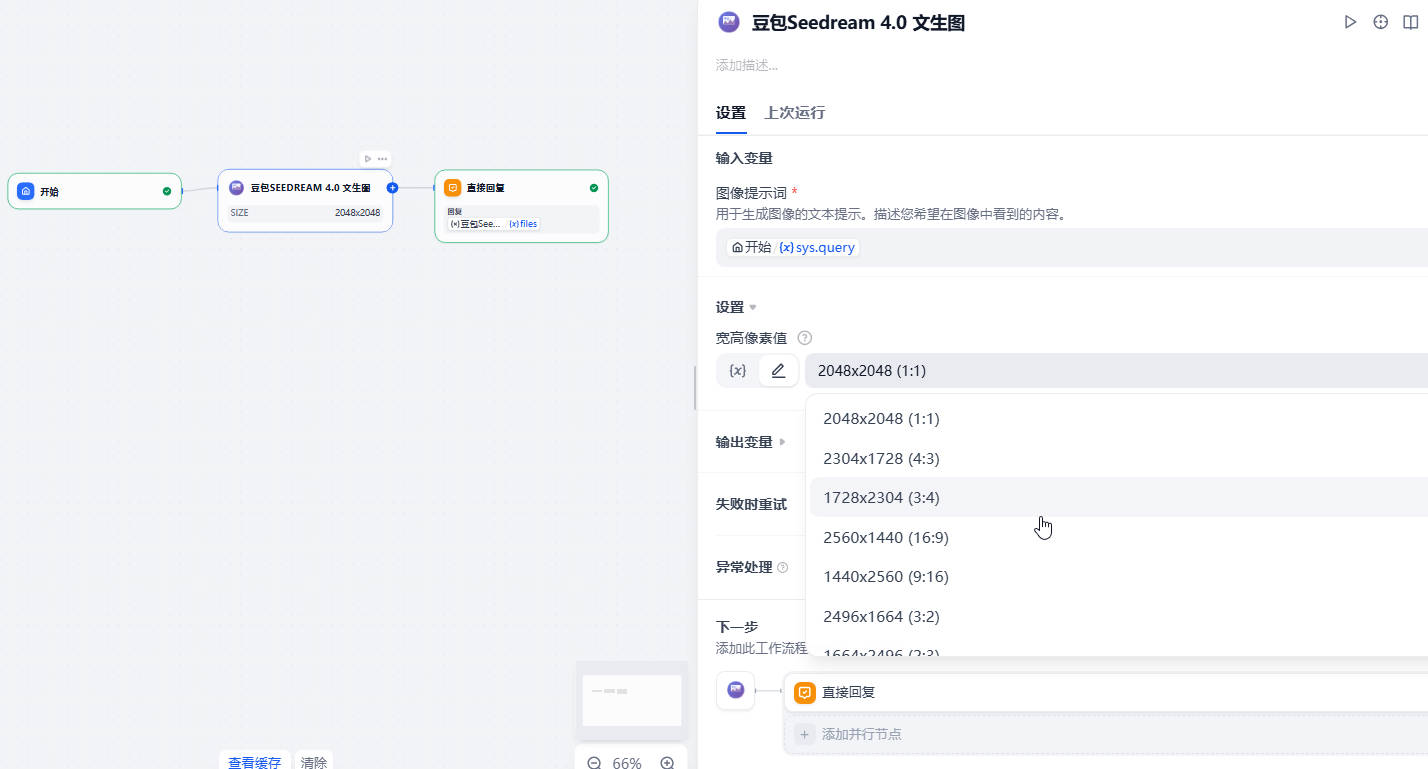 开始
豆包SEEDREAM 4.0 文生图
SIZE 2048x2048
直接回复
回复
{x}豆包See... {x}files
查看缓存 清除
66%
豆包Seedream 4.0 文生图
添加描述...
设置 上次运行
输入变量
图像提示词 *
用于生成图像的文本提示。描述您希望在图像中看到的内容。
开始 / {x} sys.query
设置
宽高像素值
{x} 2048x2048 (1:1)
2048x2048 (1:1)
2304x1728 (4:3)
1728x2304 (3:4)
2560x1440 (16:9)
1440x2560 (9:16)
2496x1664 (3:2)
1664x2496 (2:3)
输出变量
失败时重试
异常处理
下一步
添加此工作流程
直接回复
添加并行节点